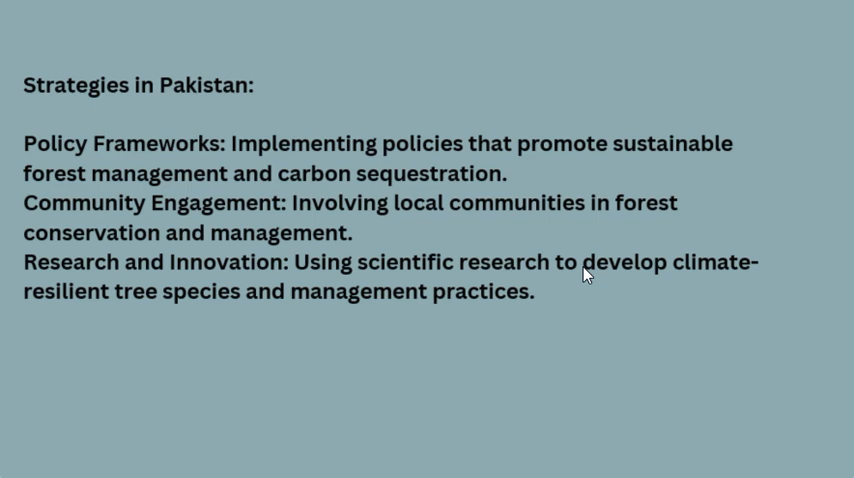 Strategies in Pakistan:
Policy Frameworks: Implementing policies that promote sustainable
forest management and carbon sequestration.
Community Engagement: Involving local communities in forest
conservation and management.
Research and Innovation: Using scientific research to develop climate-
resilient tree species and management practices.